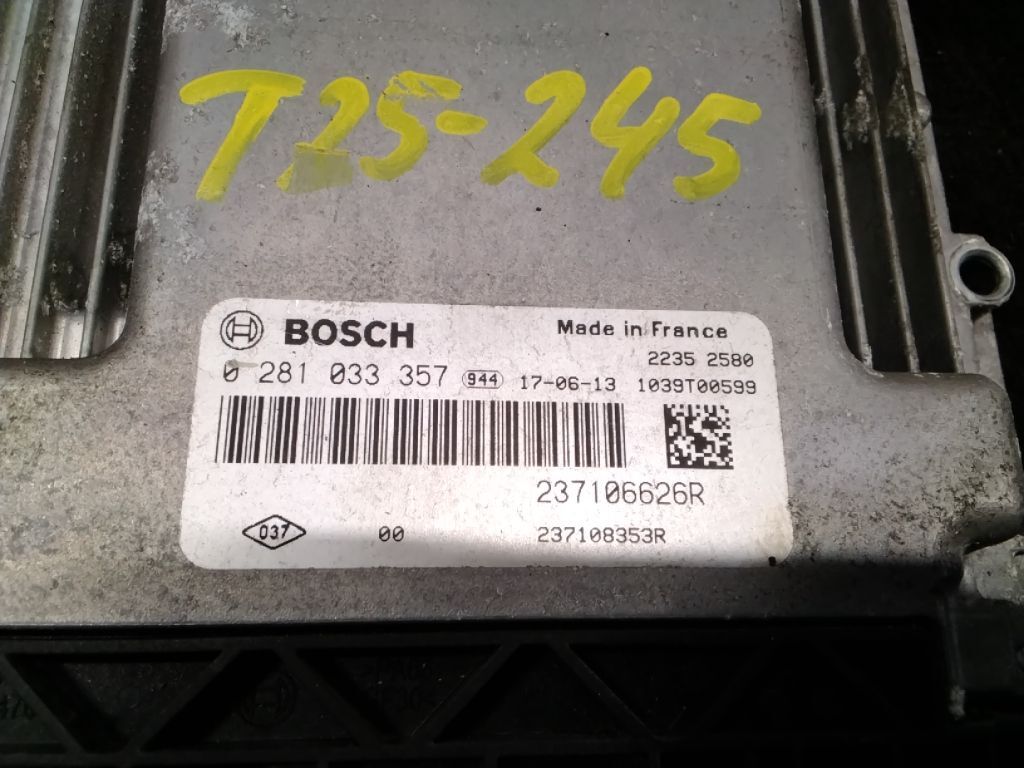 T25-245
BOSCH Made in France
2235 2580
0 281 033 357 944 17-06-13 1039T00599
237106626R
037 00 237108353R